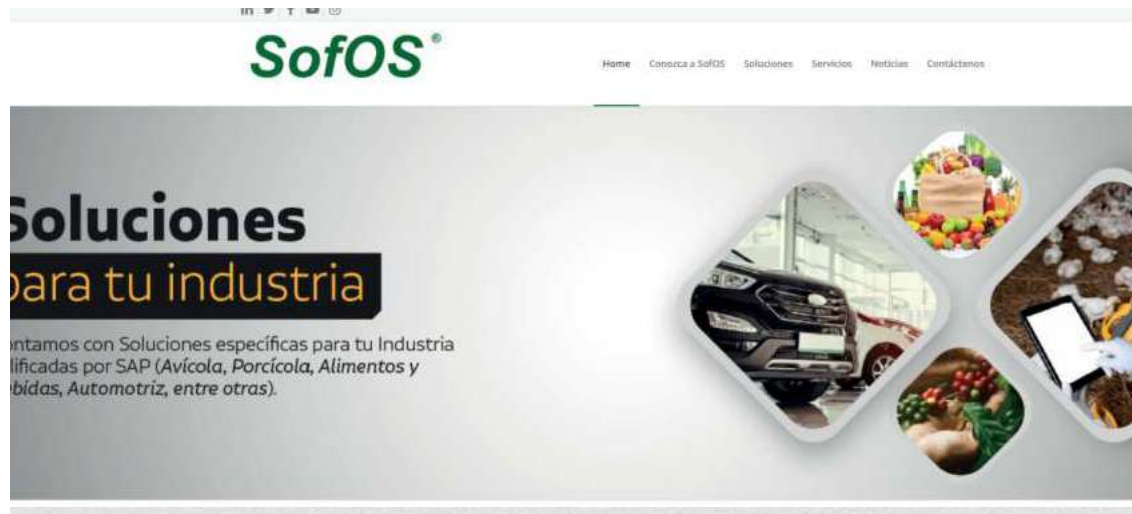 SofOS®
Home Conozca a SofOS Soluciones Servicios Noticias Contáctenos
Soluciones
para tu industria
ontamos con Soluciones específicas para tu Industria
lificadas por SAP (Avícola, Porcícola, Alimentos y
ebidas, Automotriz, entre otras).